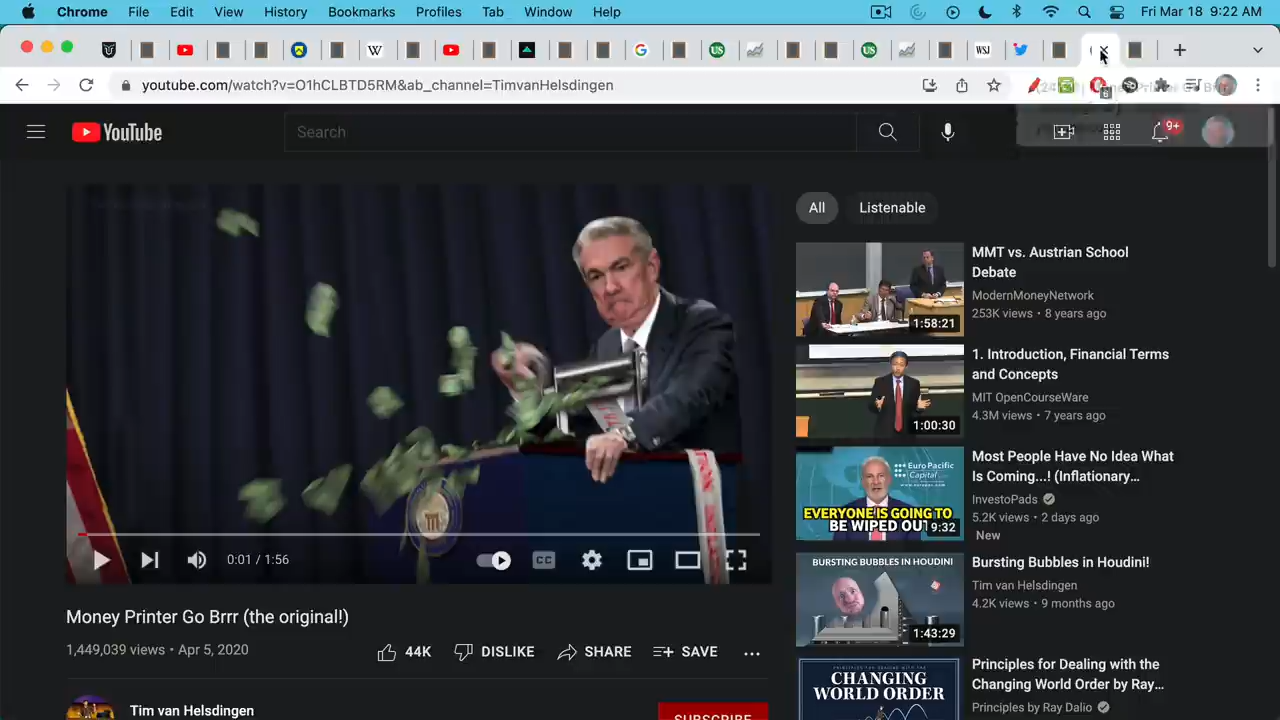 Chrome File Edit View History Bookmarks Profiles Tab Window Help Fri Mar 18 9:22 AM
W G US US WSJ
youtube.com/watch?v=O1hCLBTD5RM&ab_channel=TimvanHelsdingen
6
YouTube
Search
9+
All Listenable
MMT vs. Austrian School
Debate
ModernMoneyNetwork
253K views • 8 years ago
1:58:21
1. Introduction, Financial Terms
and Concepts
MIT OpenCourseWare
4.3M views • 7 years ago
1:00:30
Euro Pacific
Capital
EVERYONE IS GOING TO
BE WIPED OUT
9:32
Most People Have No Idea What
Is Coming...! (Inflationary...
InvestoPads
5.2K views • 2 days ago
New
BURSTING BUBBLES IN HOUDINI
1:43:29
Bursting Bubbles in Houdini!
Tim van Helsdingen
4.2K views • 9 months ago
CHANGING
WORLD ORDER
Principles for Dealing with the
Changing World Order by Ray...
Principles by Ray Dalio
0:01 / 1:56
CC
Money Printer Go Brrr (the original!)
1,449,039 views • Apr 5, 2020
44K DISLIKE SHARE SAVE ...
Tim van Helsdingen
SUBSCRIBE